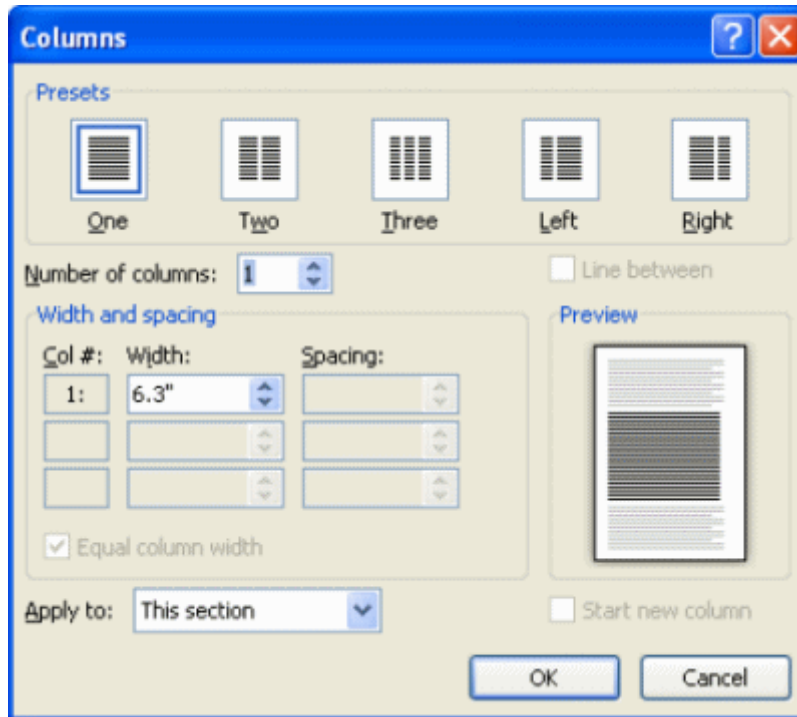 Columns
Presets
One Two Three Left Right
Number of columns: 1 Line between
Width and spacing Preview
Col #: Width: Spacing:
1: 6.3"
Equal column width
Apply to: This section Start new column
OK Cancel